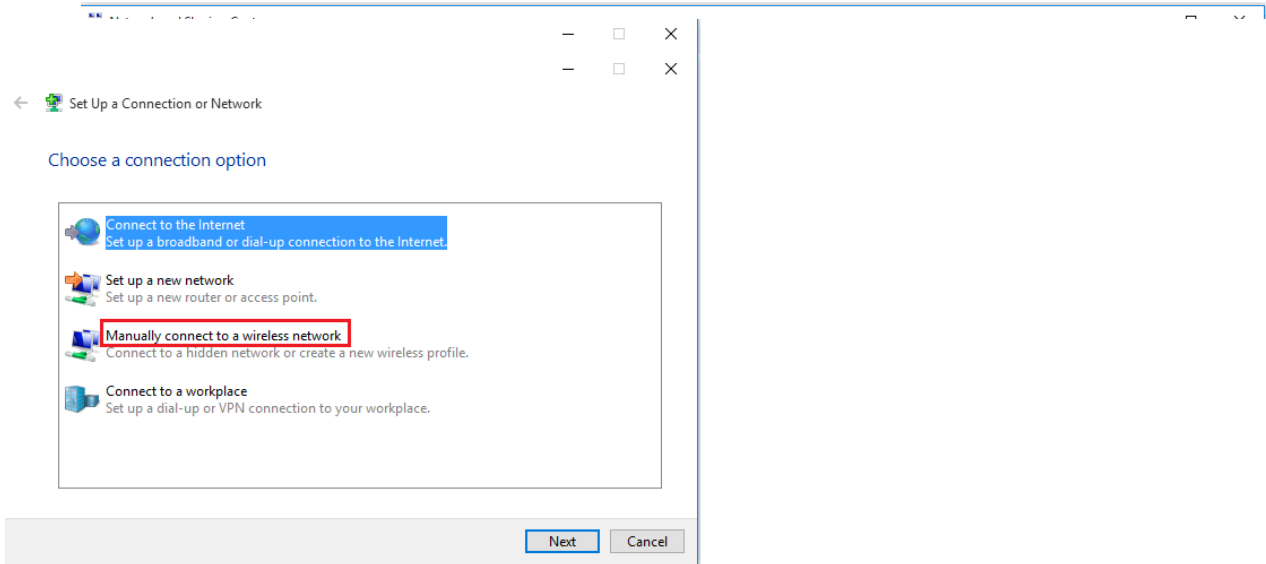 Set Up a Connection or Network
Choose a connection option
Connect to the Internet
Set up a broadband or dial-up connection to the Internet.
Set up a new network
Set up a new router or access point.
Manually connect to a wireless network
Connect to a hidden network or create a new wireless profile.
Connect to a workplace
Set up a dial-up or VPN connection to your workplace.
Next
Cancel